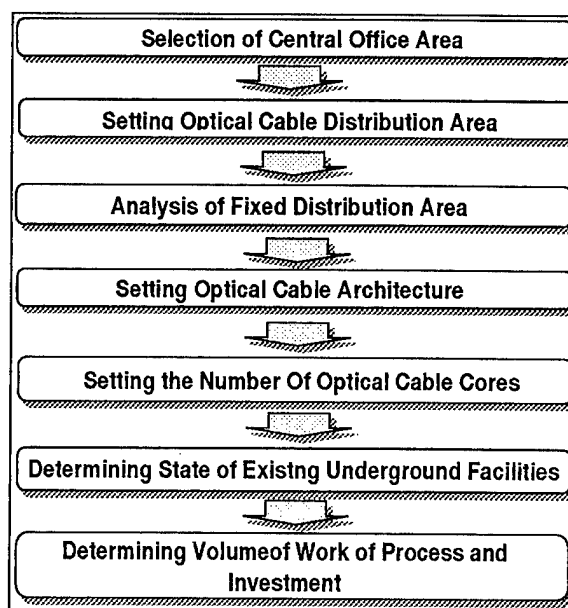 Selection of Central Office Area
Setting Optical Cable Distribution Area
Analysis of Fixed Distribution Area
Setting Optical Cable Architecture
Setting the Number Of Optical Cable Cores
Determining State of Existng Underground Facilities
Determining Volumeof Work of Process and
Investment